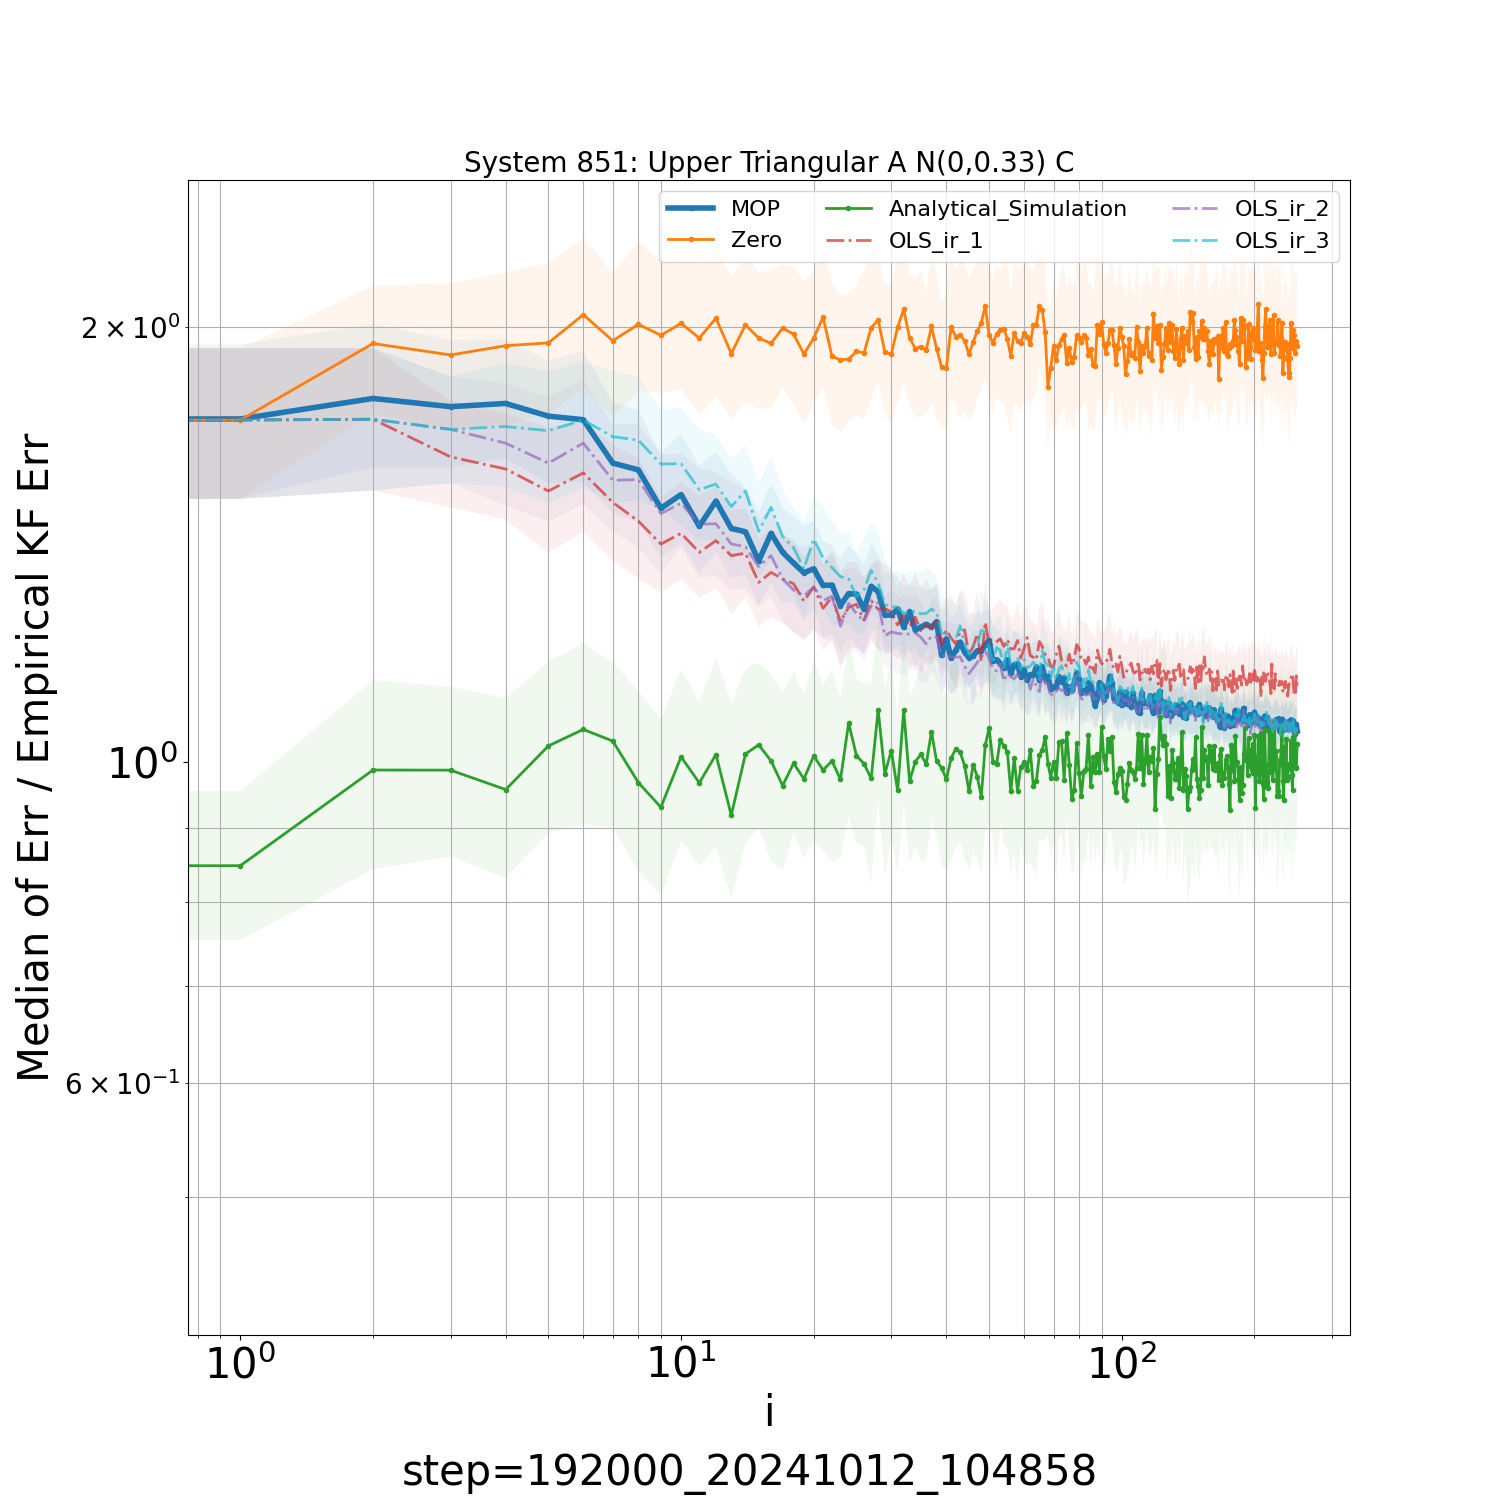 System 851: Upper Triangular A N(0,0.33) C
MOP
Zero
Analytical_Simulation
OLS_ir_1
OLS_ir_2
OLS_ir_3
Median of Err / Empirical KF Err
2 × 10⁰
10⁰
6 × 10⁻¹
10⁰ 10¹ 10²
i
step=192000_20241012_104858